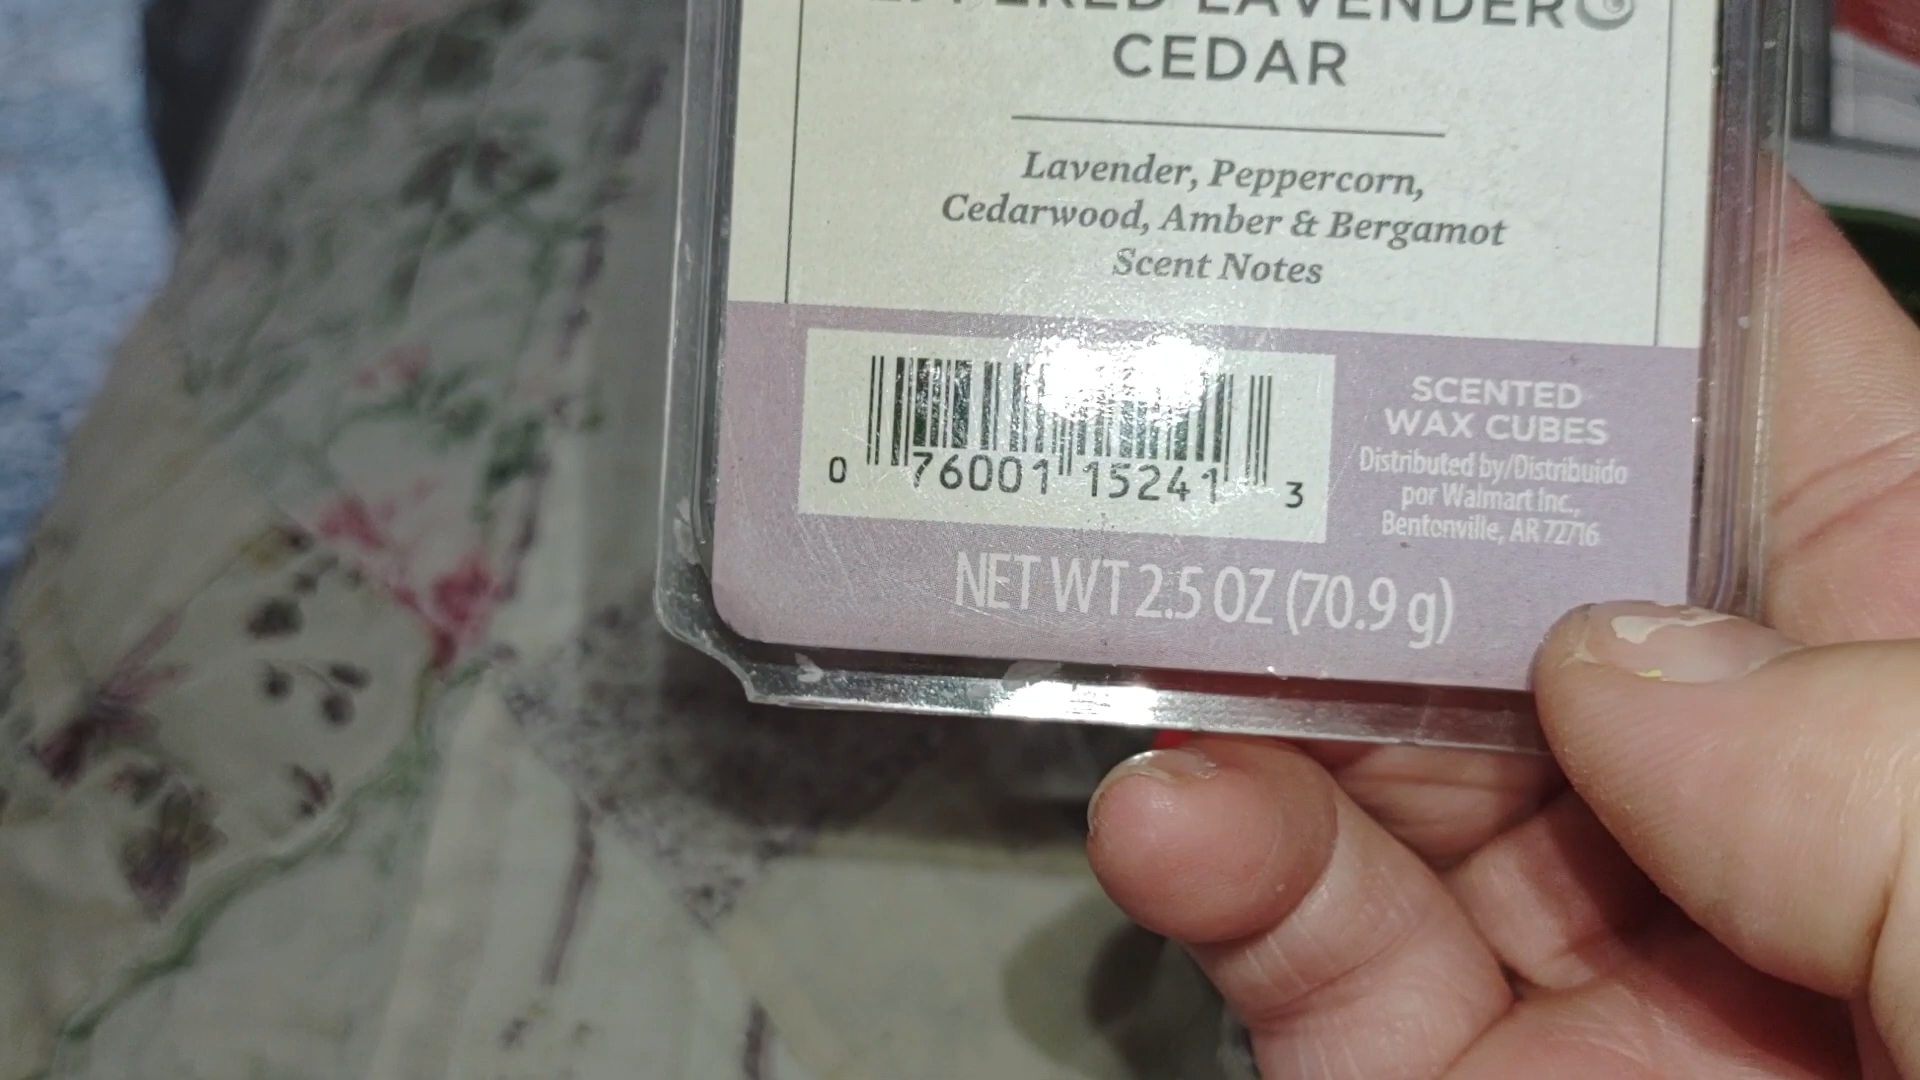 LAVENDER
CEDAR
Lavender, Peppercorn,
Cedarwood, Amber & Bergamot
Scent Notes
0 76001 15241 3
SCENTED
WAX CUBES
Distributed by/Distribuido
por Walmart Inc.,
Bentonville, AR 72716
NET WT 2.5 OZ (70.9 g)